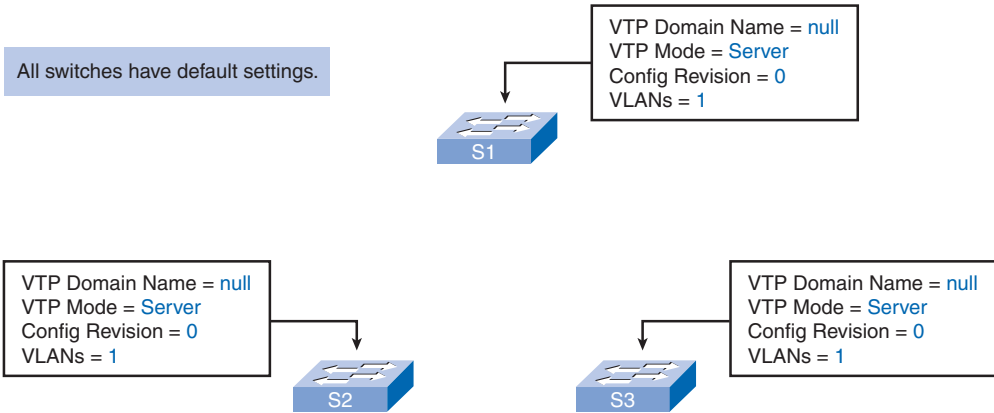 All switches have default settings.
VTP Domain Name = null
VTP Mode = Server
Config Revision = 0
VLANs = 1
S1
VTP Domain Name = null
VTP Mode = Server
Config Revision = 0
VLANs = 1
S2
VTP Domain Name = null
VTP Mode = Server
Config Revision = 0
VLANs = 1
S3